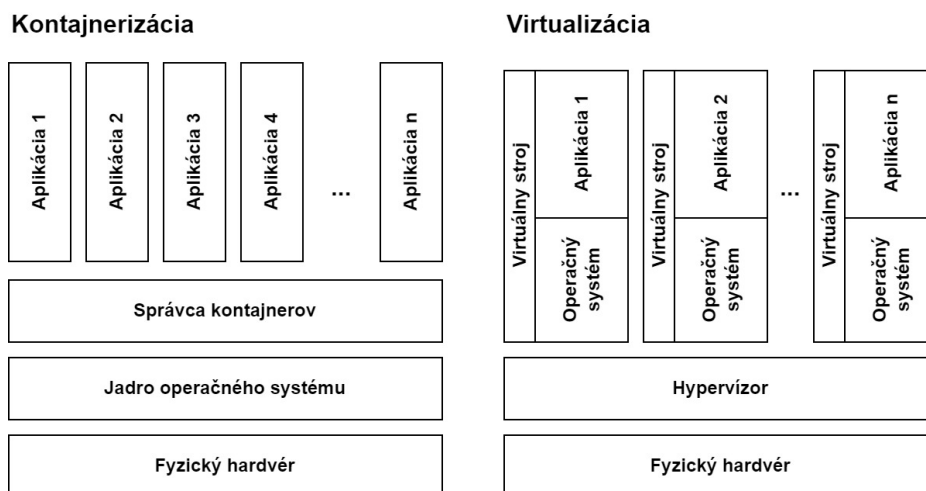 Kontajnerizácia
Aplikácia 1
Aplikácia 2
Aplikácia 3
Aplikácia 4
...
Aplikácia n
Správca kontajnerov
Jadro operačného systému
Fyzický hardvér
Virtualizácia
Virtuálny stroj
Aplikácia 1
Operačný
systém
Virtuálny stroj
Aplikácia 2
Operačný
systém
...
Virtuálny stroj
Aplikácia n
Operačný
systém
Hypervízor
Fyzický hardvér